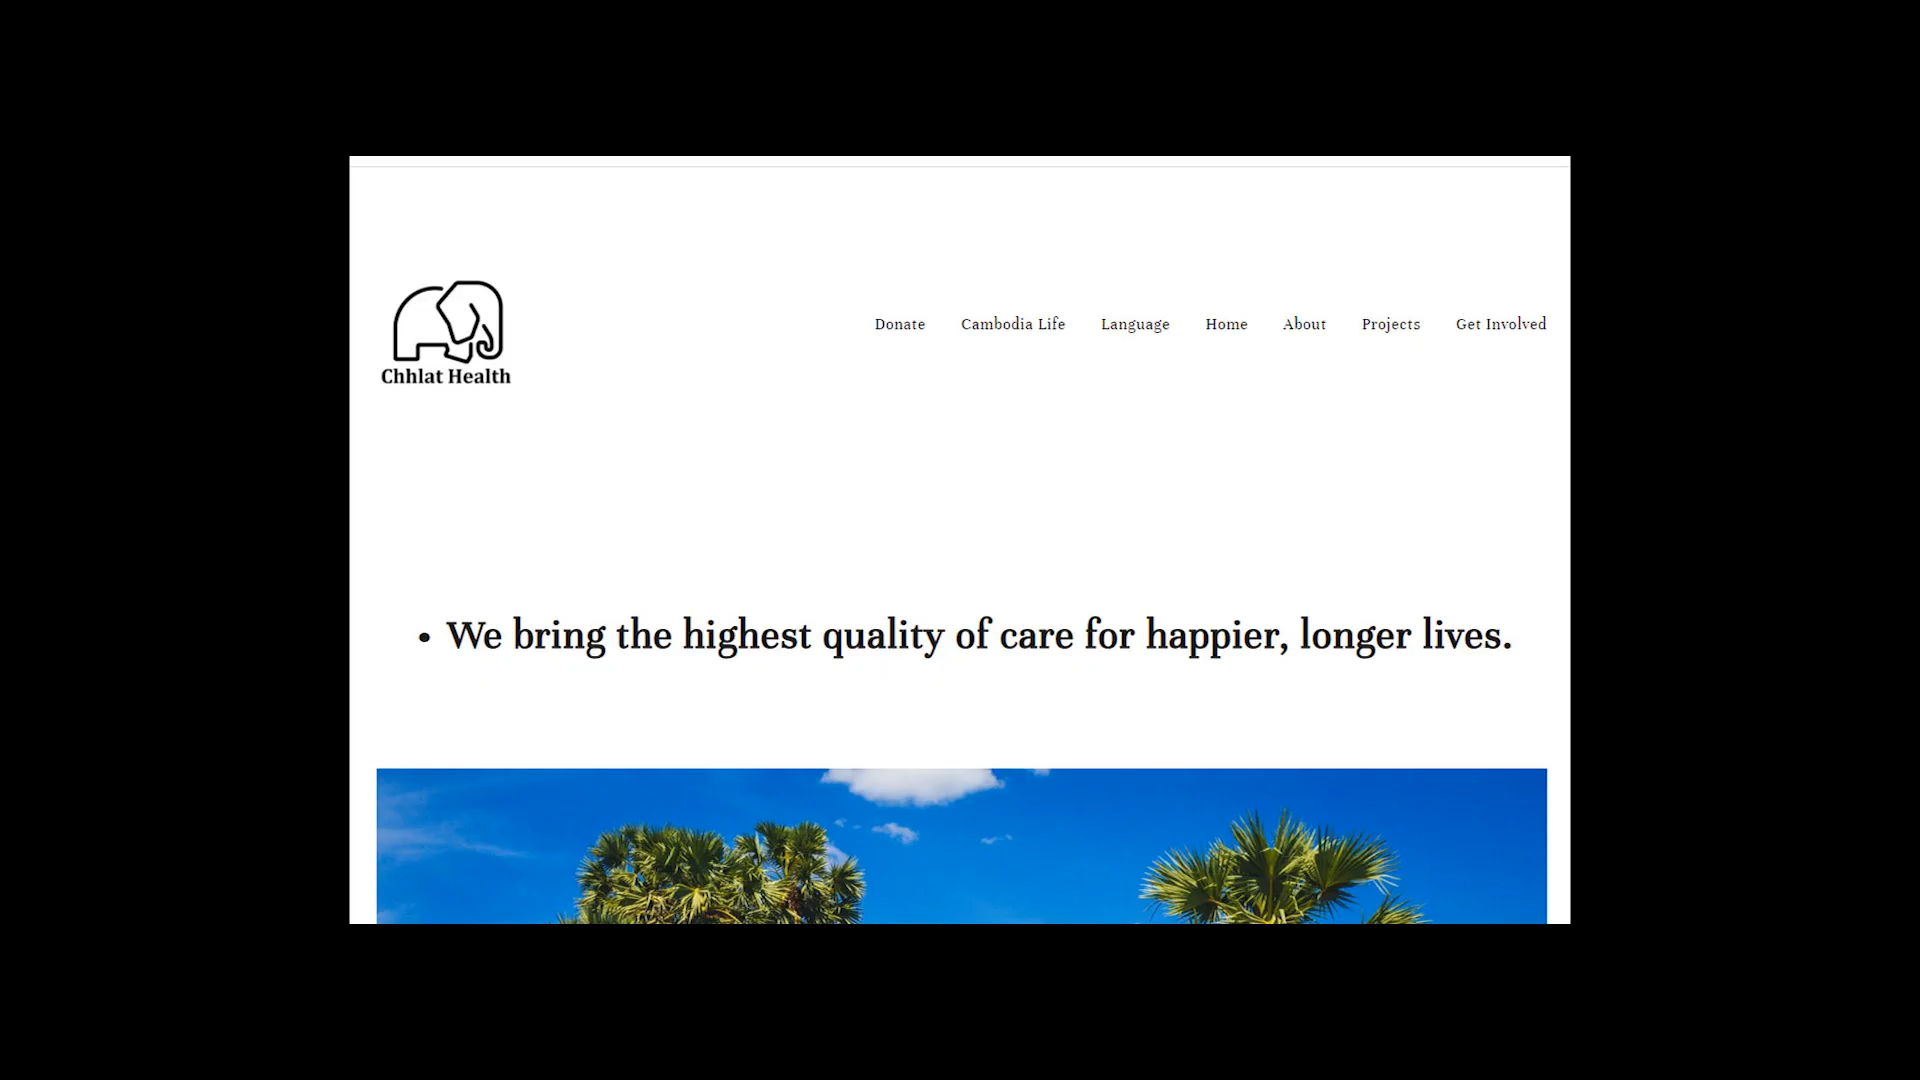 Chhlat Health
Donate Cambodia Life Language Home About Projects Get Involved
• We bring the highest quality of care for happier, longer lives.